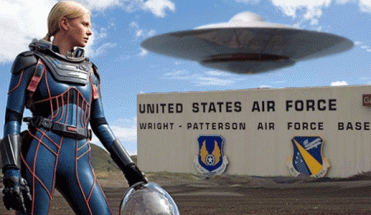 UNITED STATES AIR FORCE
WRIGHT - PATTERSON AIR FORCE BASE